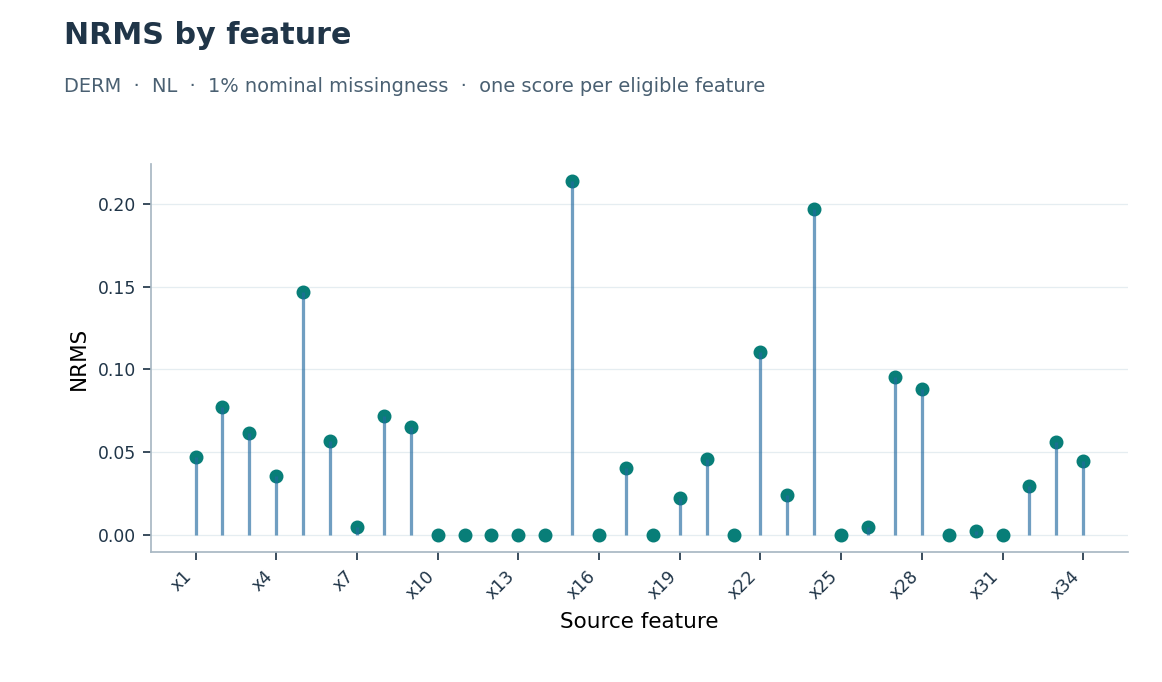 NRMS by feature
DERM · NL · 1% nominal missingness · one score per eligible feature
0.20
0.15
0.10
0.05
0.00
NRMS
x1 x4 x7 x10 x13 x16 x19 x22 x25 x28 x31 x34
Source feature